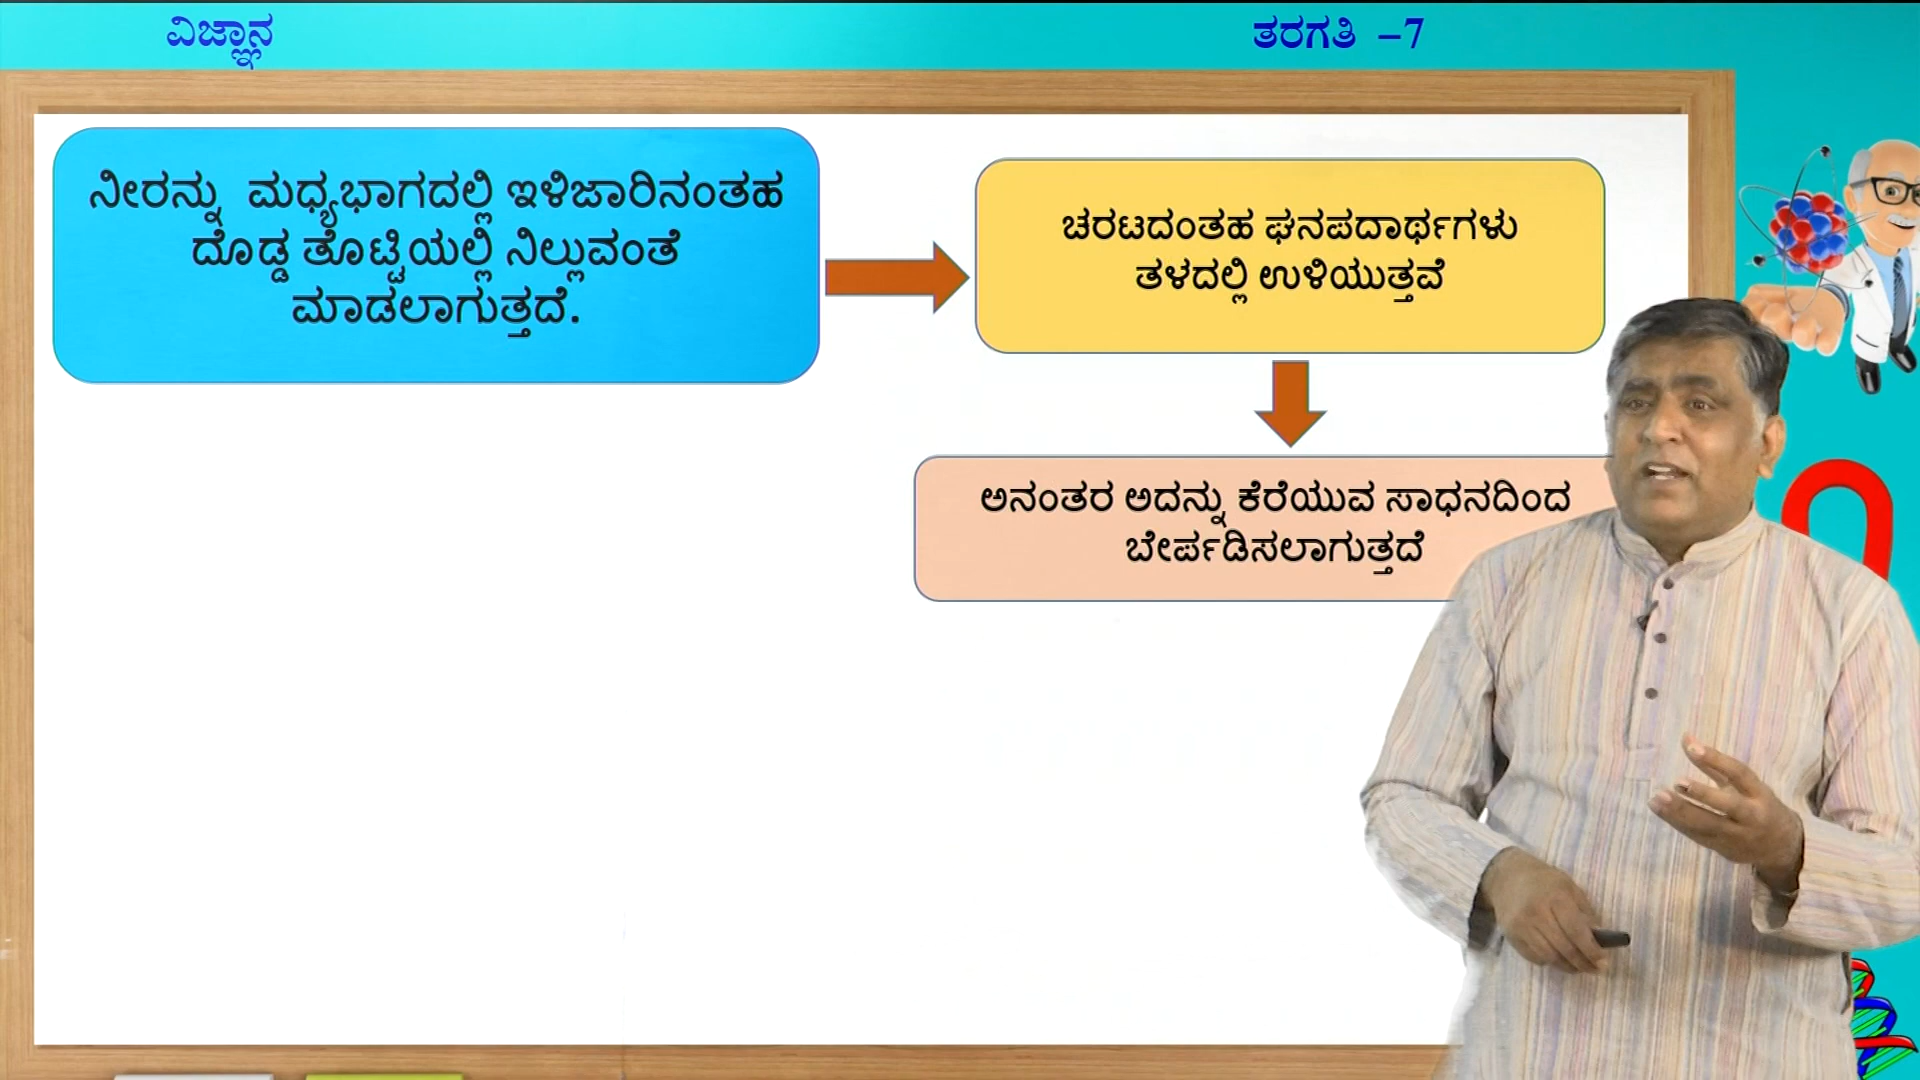 ವಿಜ್ಞಾನ
ತರಗತಿ –7
ನೀರನ್ನು ಮಧ್ಯಭಾಗದಲ್ಲಿ ಇಳಿಜಾರಿನಂತಹ
ದೊಡ್ಡ ತೊಟ್ಟಿಯಲ್ಲಿ ನಿಲ್ಲುವಂತೆ
ಮಾಡಲಾಗುತ್ತದೆ.
ಚರಟದಂತಹ ಘನಪದಾರ್ಥಗಳು
ತಳದಲ್ಲಿ ಉಳಿಯುತ್ತವೆ
ಅನಂತರ ಅದನ್ನು ಕೆರೆಯುವ ಸಾಧನದಿಂದ
ಬೇರ್ಪಡಿಸಲಾಗುತ್ತದೆ